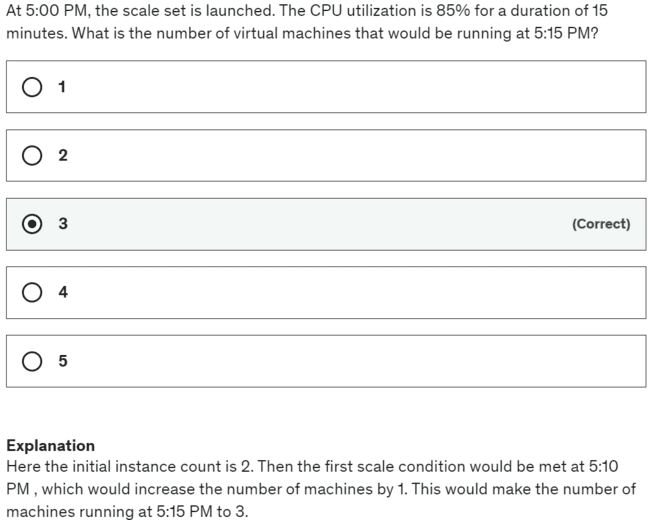 At 5:00 PM, the scale set is launched. The CPU utilization is 85% for a duration of 15
minutes. What is the number of virtual machines that would be running at 5:15 PM?
1
2
3 (Correct)
4
5
Explanation
Here the initial instance count is 2. Then the first scale condition would be met at 5:10
PM , which would increase the number of machines by 1. This would make the number of
machines running at 5:15 PM to 3.